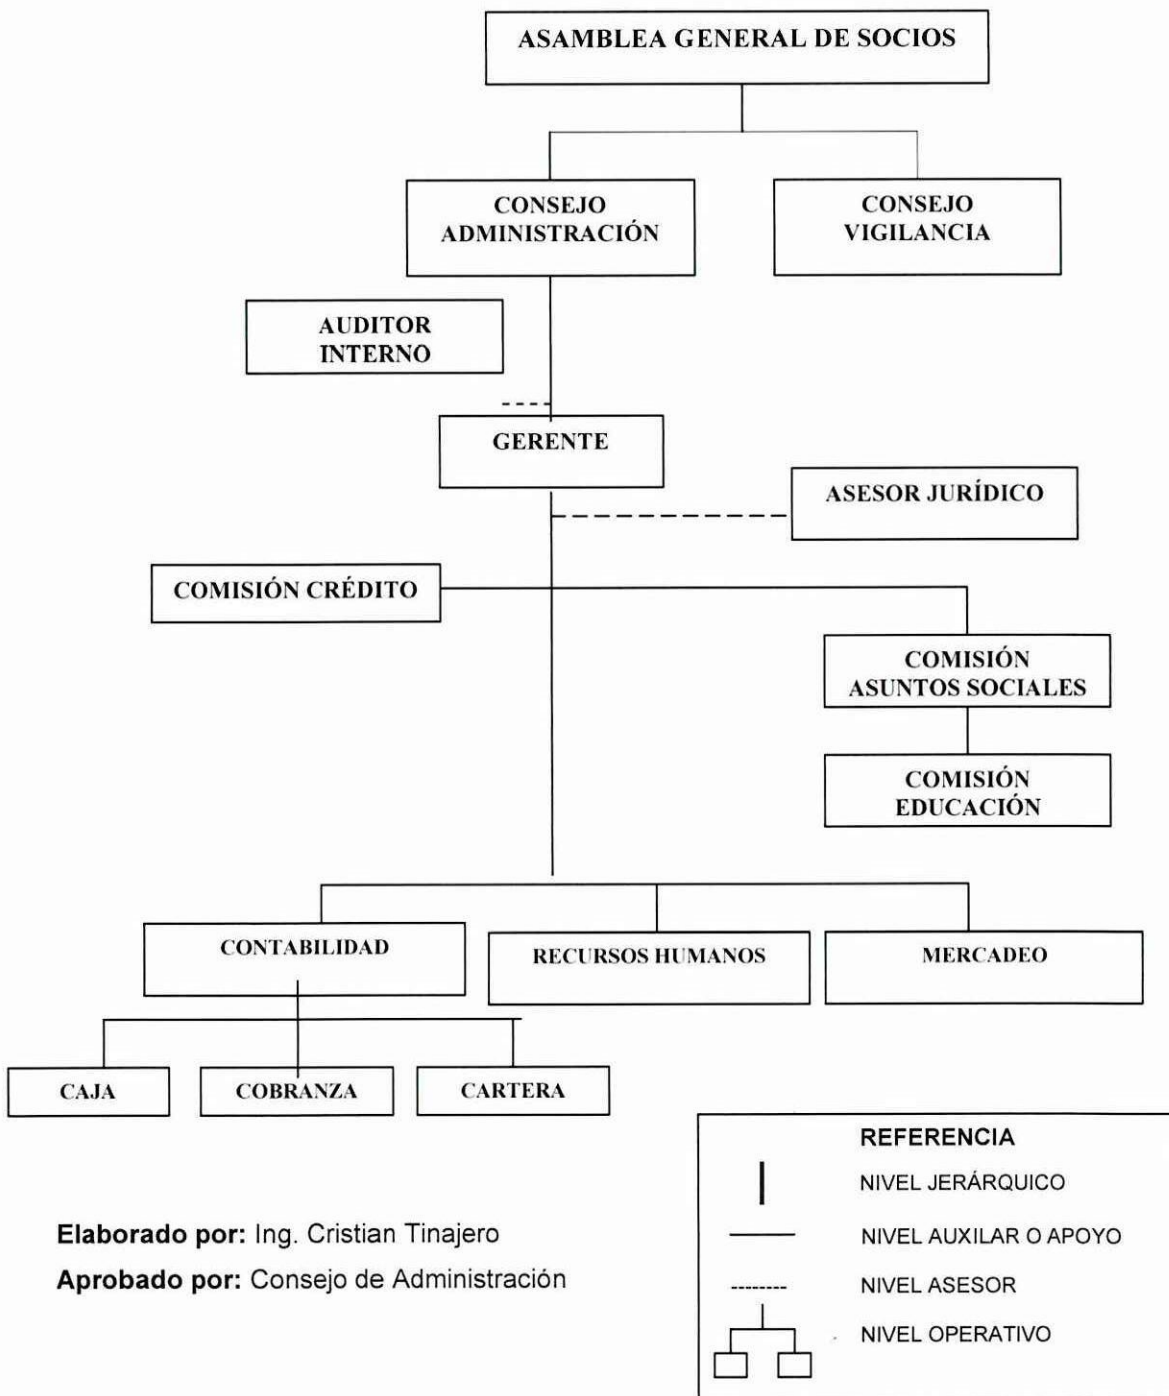 ASAMBLEA GENERAL DE SOCIOS
CONSEJO
ADMINISTRACIÓN
CONSEJO
VIGILANCIA
AUDITOR
INTERNO
GERENTE
ASESOR JURÍDICO
COMISIÓN CRÉDITO
COMISIÓN
ASUNTOS SOCIALES
COMISIÓN
EDUCACIÓN
CONTABILIDAD
RECURSOS HUMANOS
MERCADEO
CAJA
COBRANZA
CARTERA
REFERENCIA
NIVEL JERÁRQUICO
NIVEL AUXILAR O APOYO
NIVEL ASESOR
NIVEL OPERATIVO
Elaborado por: Ing. Cristian Tinajero
Aprobado por: Consejo de Administración